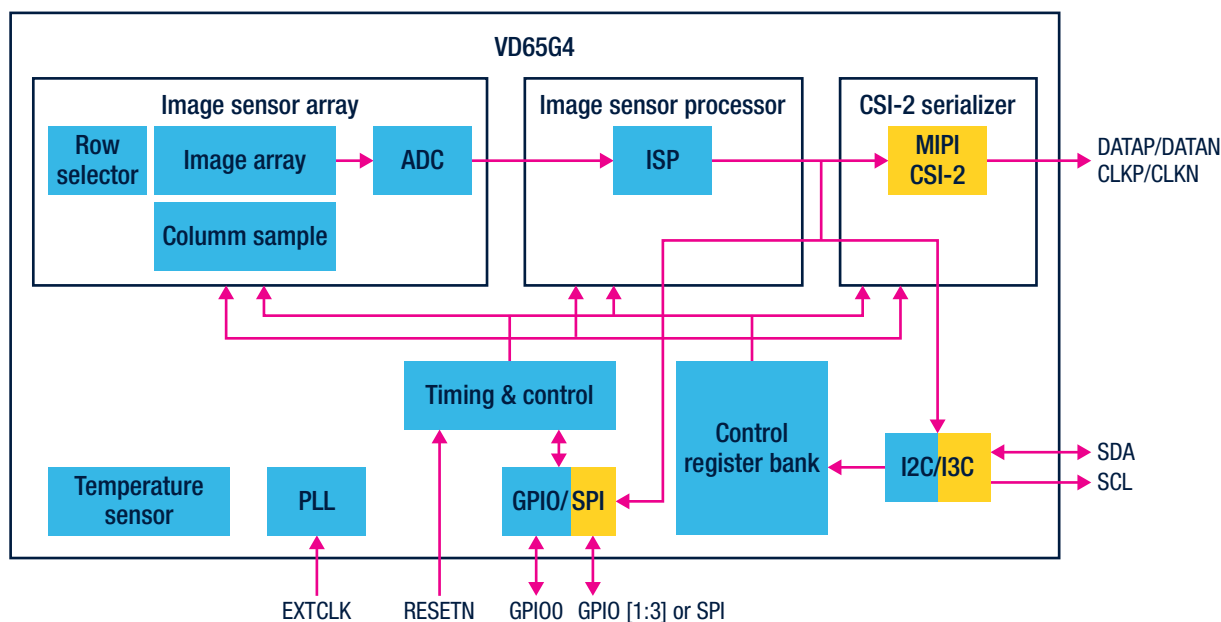 VD65G4
Image sensor array
Image sensor processor
CSI-2 serializer
Row
selector
Image array
ADC
ISP
MIPI
CSI-2
DATAP/DATAN
CLKP/CLKN
Columm sample
Timing & control
Control
register bank
I2C/I3C
SDA
SCL
Temperature
sensor
PLL
GPIO/SPI
EXTCLK
RESETN
GPIO0
GPIO [1:3] or SPI